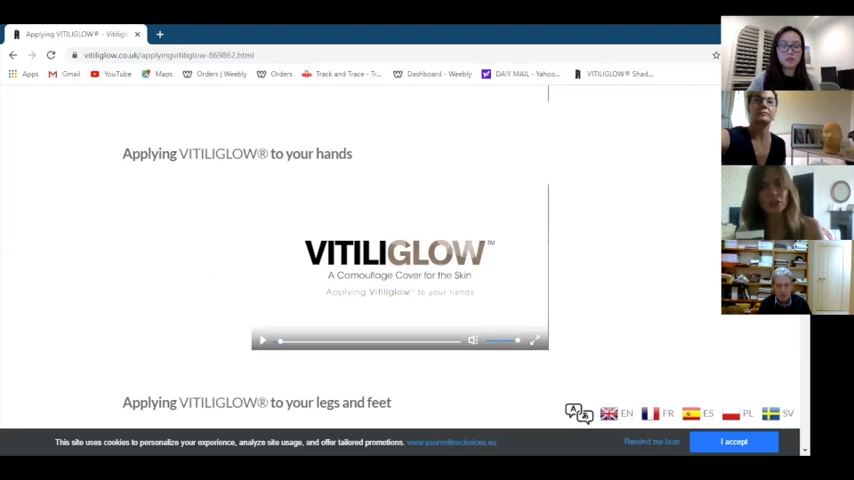 Applying VITILIGLOW® - Vitiligl
vitiliglow.co.uk/applyingvitiliglow-869862.html
Apps
Gmail
YouTube
Maps
Orders | Weebly
Orders
Track and Trace - Tr...
Dashboard - Weebly
DAIY MAIL - Yahoo...
VITILIGLOW® Shad...
Applying VITILIGLOW® to your hands
VITILIGLOW™
A Camouflage Cover for the Skin
Applying Vitiliglow™ to your hands
Applying VITILIGLOW® to your legs and feet
EN FR ES PL SV
This site uses cookies to personalize your experience, analyze site usage, and offer tailored promotions. www.youronlinechoices.eu
Remind me later
I accept